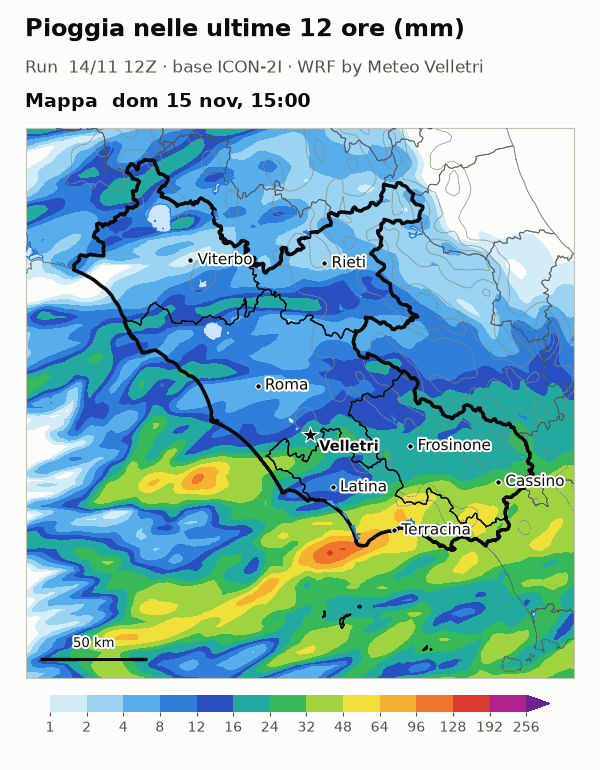 Pioggia nelle ultime 12 ore (mm)
Run  14/11 12Z · base ICON-2I · WRF by Meteo Velletri
Mappa  dom 15 nov, 15:00
Viterbo
Rieti
Roma
Velletri
Frosinone
Latina
Cassino
Terracina
50 km
1 2 4 8 12 16 24 32 48 64 96 128 192 256